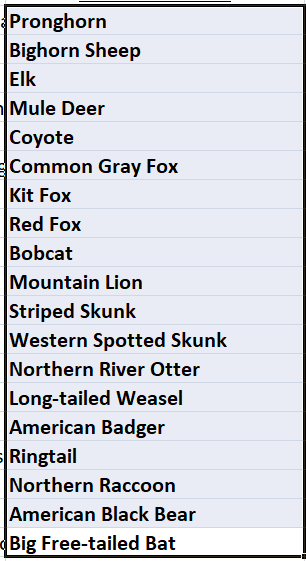 Pronghorn
Bighorn Sheep
Elk
Mule Deer
Coyote
Common Gray Fox
Kit Fox
Red Fox
Bobcat
Mountain Lion
Striped Skunk
Western Spotted Skunk
Northern River Otter
Long-tailed Weasel
American Badger
Ringtail
Northern Raccoon
American Black Bear
Big Free-tailed Bat